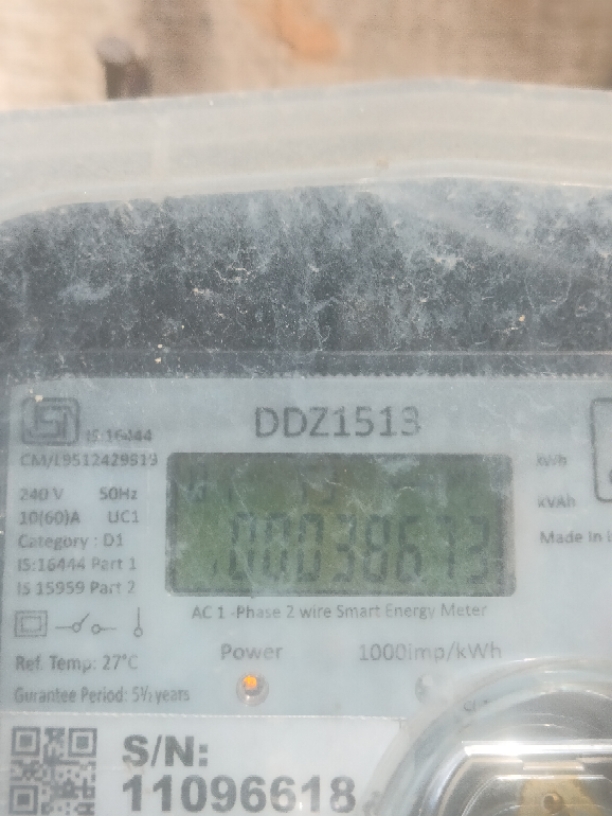 IS:16444
DDZ1513
CM/L9512429519
240 V 50Hz
10(60)A UC1
Category : D1
IS:16444 Part 1
IS 15959 Part 2
00038673
kWh
kVAh
AC 1 -Phase 2 wire Smart Energy Meter
Power 1000imp/kWh
Ref. Temp: 27°C
Gurantee Period: 5½ years
S/N:
11096618